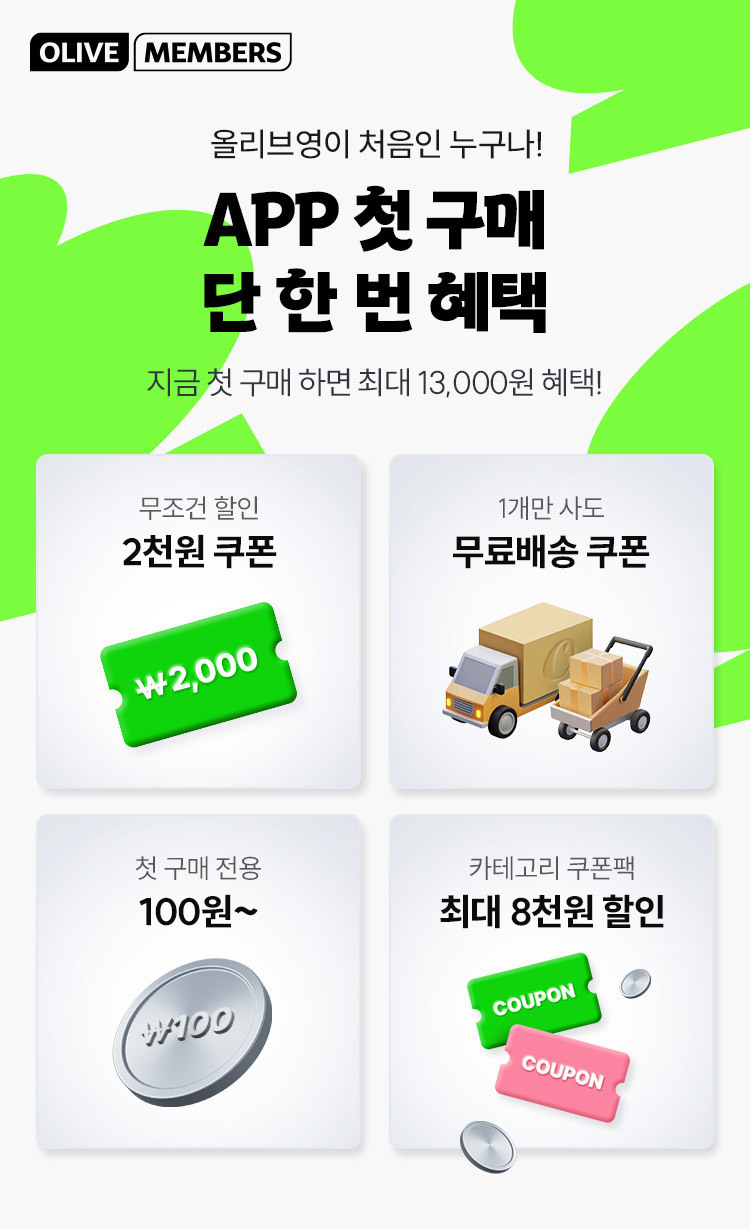 OLIVE MEMBERS
올리브영이 처음인 누구나!
APP 첫 구매
단 한 번 혜택
지금 첫 구매 하면 최대 13,000원 혜택!
무조건 할인
2천원 쿠폰
₩2,000
1개만 사도
무료배송 쿠폰
첫 구매 전용
100원~
₩100
카테고리 쿠폰팩
최대 8천원 할인
COUPON
COUPON